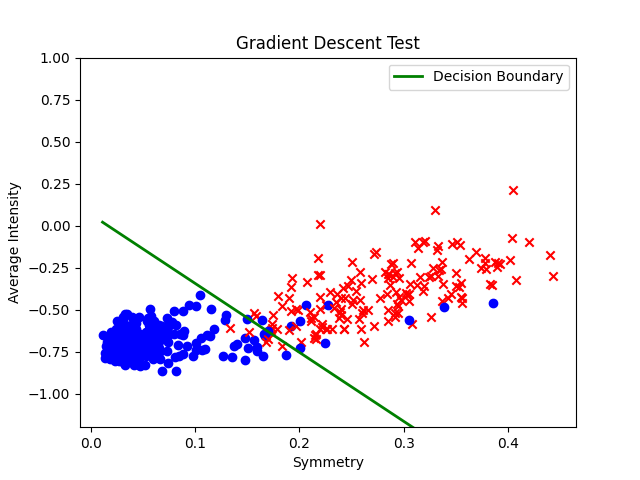 Gradient Descent Test
Decision Boundary
1.00
0.75
0.50
0.25
0.00
−0.25
−0.50
−0.75
−1.00
Average Intensity
0.0 0.1 0.2 0.3 0.4
Symmetry